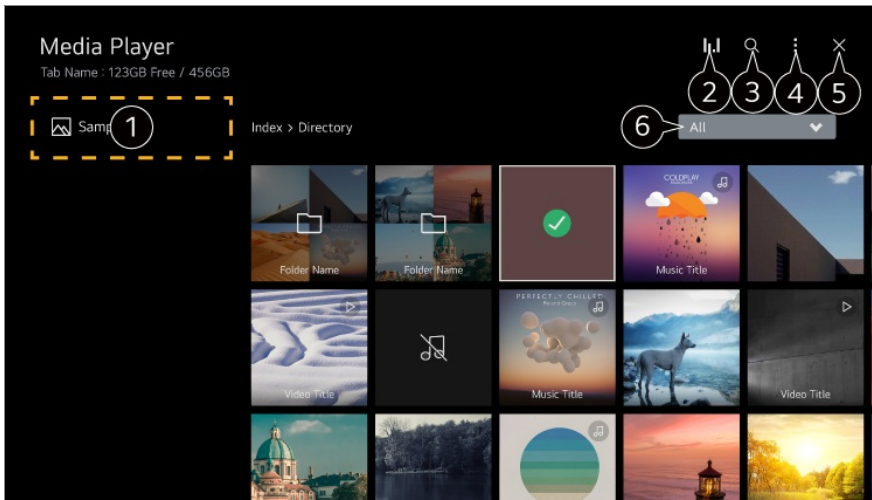 Media Player
Tab Name : 123GB Free / 456GB
2
3
4
5
1
Index > Directory
6
All
COLDPLAY
Folder Name
Folder Name
Music Title
PERFECTLY CHILLED
Video Title
Music Title
Video Title